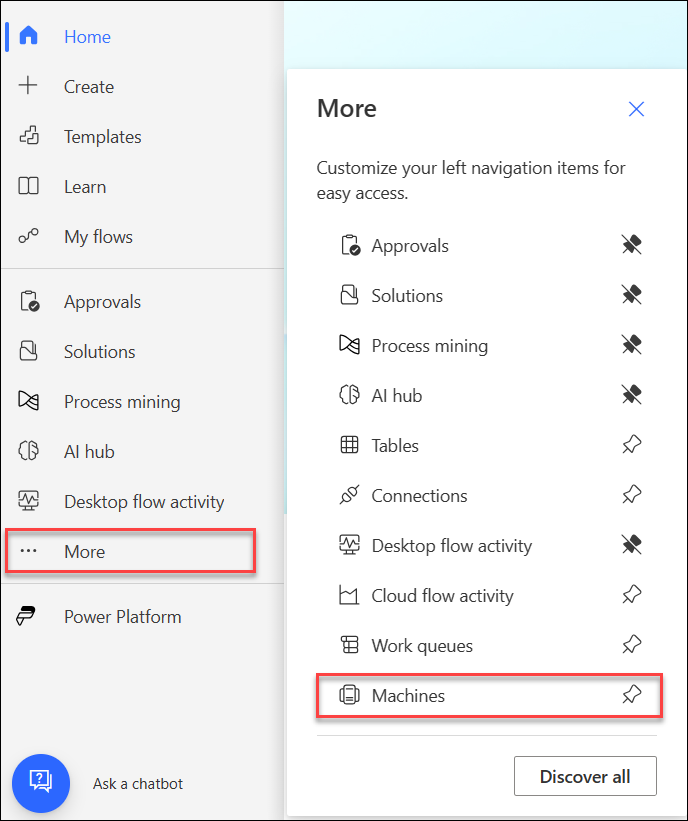 Home
Create
Templates
Learn
My flows
Approvals
Solutions
Process mining
AI hub
Desktop flow activity
More
Power Platform
Ask a chatbot
More
Customize your left navigation items for
easy access.
Approvals
Solutions
Process mining
AI hub
Tables
Connections
Desktop flow activity
Cloud flow activity
Work queues
Machines
Discover all